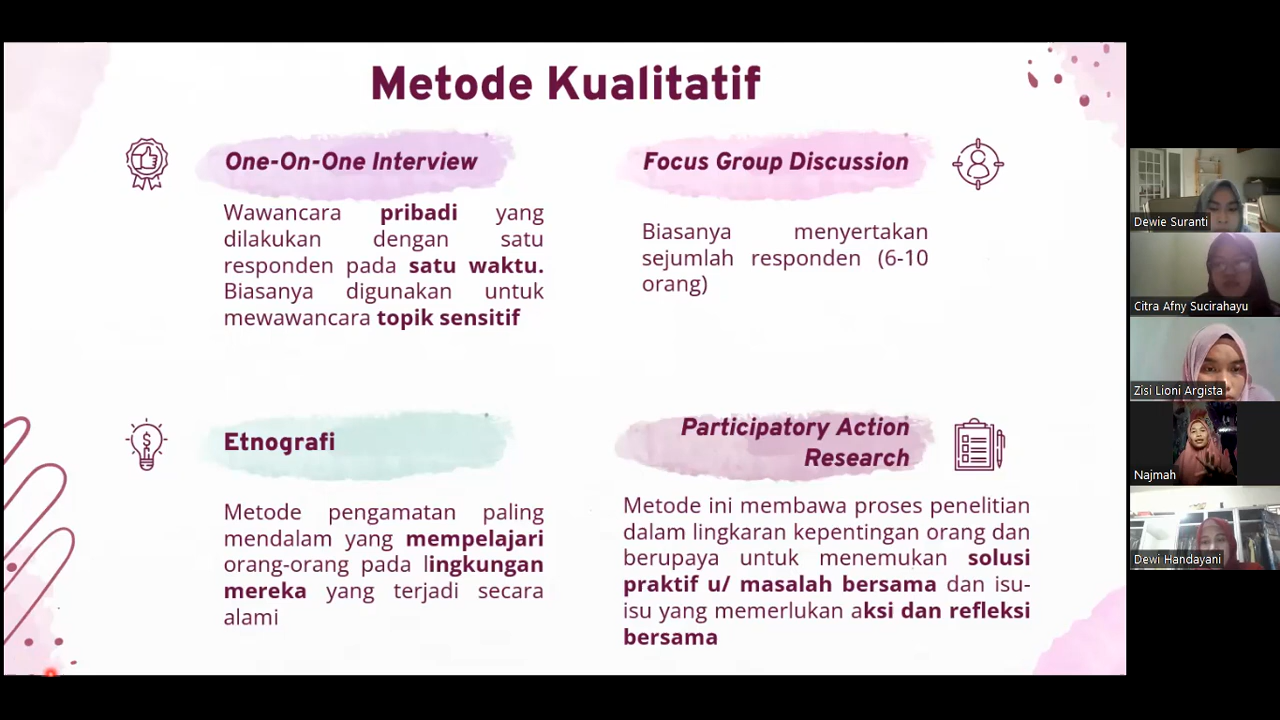 Metode Kualitatif
One-On-One Interview
Wawancara pribadi yang
dilakukan dengan satu
responden pada satu waktu.
Biasanya digunakan untuk
mewawancara topik sensitif
Focus Group Discussion
Biasanya menyertakan
sejumlah responden (6-10
orang)
Etnografi
Metode pengamatan paling
mendalam yang mempelajari
orang-orang pada lingkungan
mereka yang terjadi secara
alami
Participatory Action
Research
Metode ini membawa proses penelitian
dalam lingkaran kepentingan orang dan
berupaya untuk menemukan solusi
praktif u/ masalah bersama dan isu-
isu yang memerlukan aksi dan refleksi
bersama
Dewie Suranti
Citra Afny Sucirahayu
Zisi Lioni Argista
Najmah
Dewi Handayani